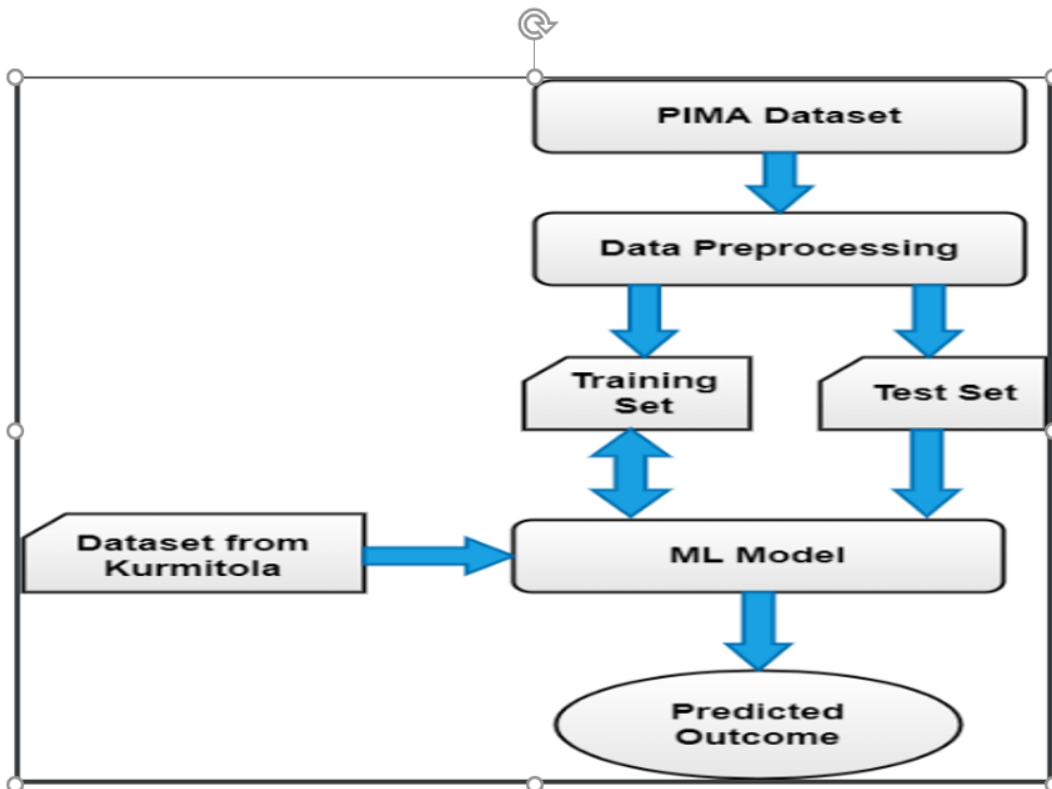 PIMA Dataset
Data Preprocessing
Training
Set
Test Set
Dataset from
Kurmitola
ML Model
Predicted
Outcome